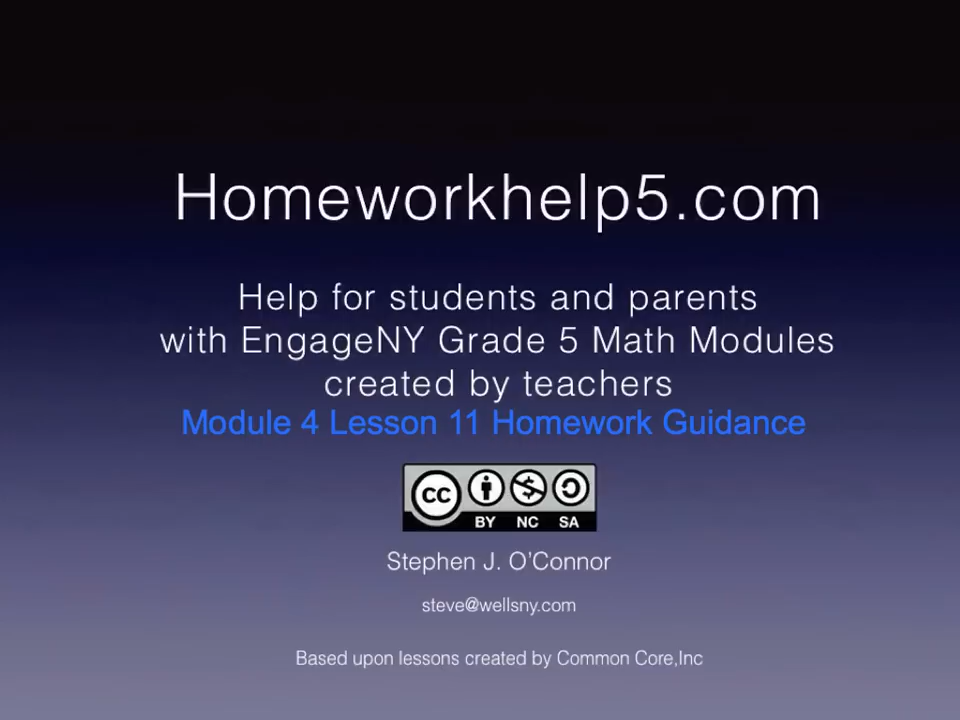 Homeworkhelp5.com
Help for students and parents
with EngageNY Grade 5 Math Modules
created by teachers
Module 4 Lesson 11 Homework Guidance
cc
BY NC SA
Stephen J. O'Connor
steve@wellsny.com
Based upon lessons created by Common Core,Inc